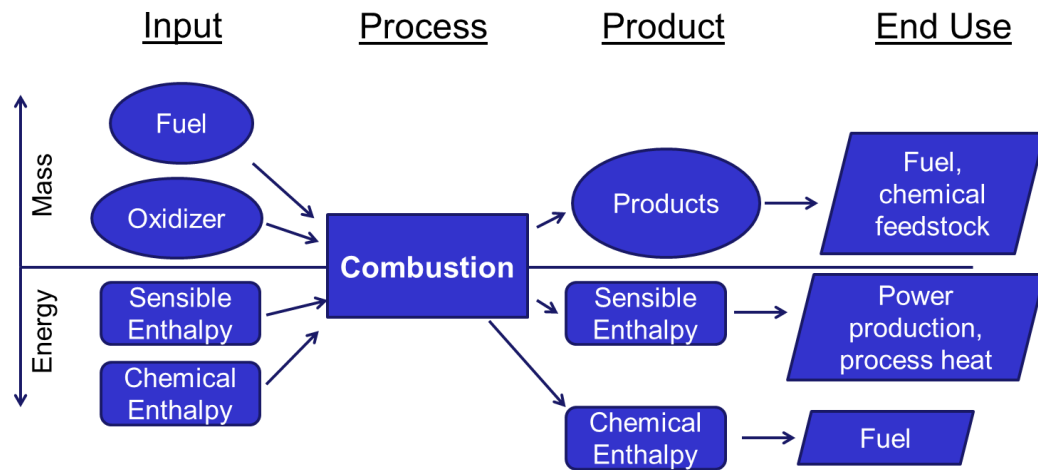 Input
Process
Product
End Use
Mass
Fuel
Oxidizer
Products
Fuel,
chemical
feedstock
Combustion
Energy
Sensible
Enthalpy
Sensible
Enthalpy
Power
production,
process heat
Chemical
Enthalpy
Chemical
Enthalpy
Fuel